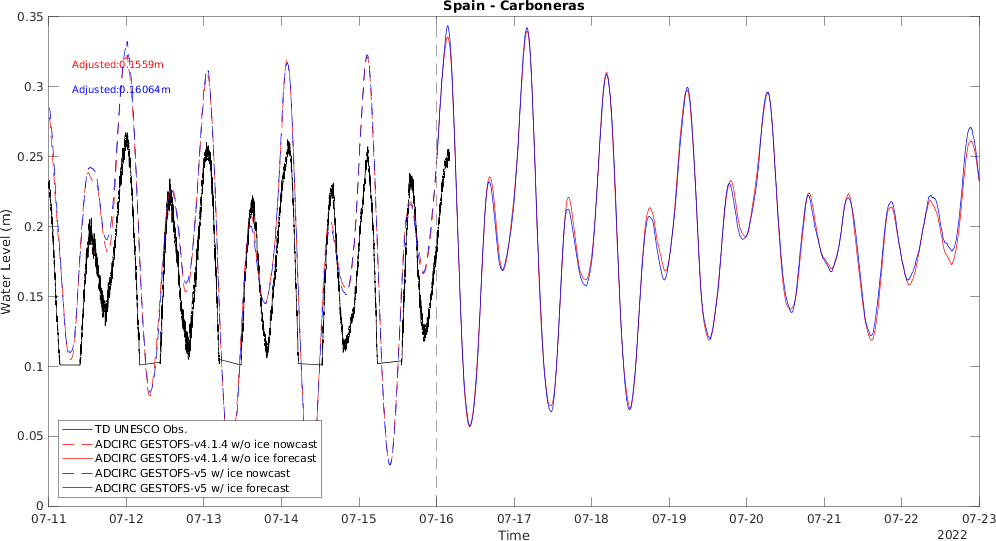 Spain - Carboneras
0.35
0.3
0.25
0.2
0.15
0.1
0.05
0
Water Level (m)
Adjusted:0.1559m
Adjusted:0.16064m
TD UNESCO Obs.
ADCIRC GESTOFS-v4.1.4 w/o ice nowcast
ADCIRC GESTOFS-v4.1.4 w/o ice forecast
ADCIRC GESTOFS-v5 w/ ice nowcast
ADCIRC GESTOFS-v5 w/ ice forecast
07-11 07-12 07-13 07-14 07-15 07-16 07-17 07-18 07-19 07-20 07-21 07-22 07-23
Time
2022